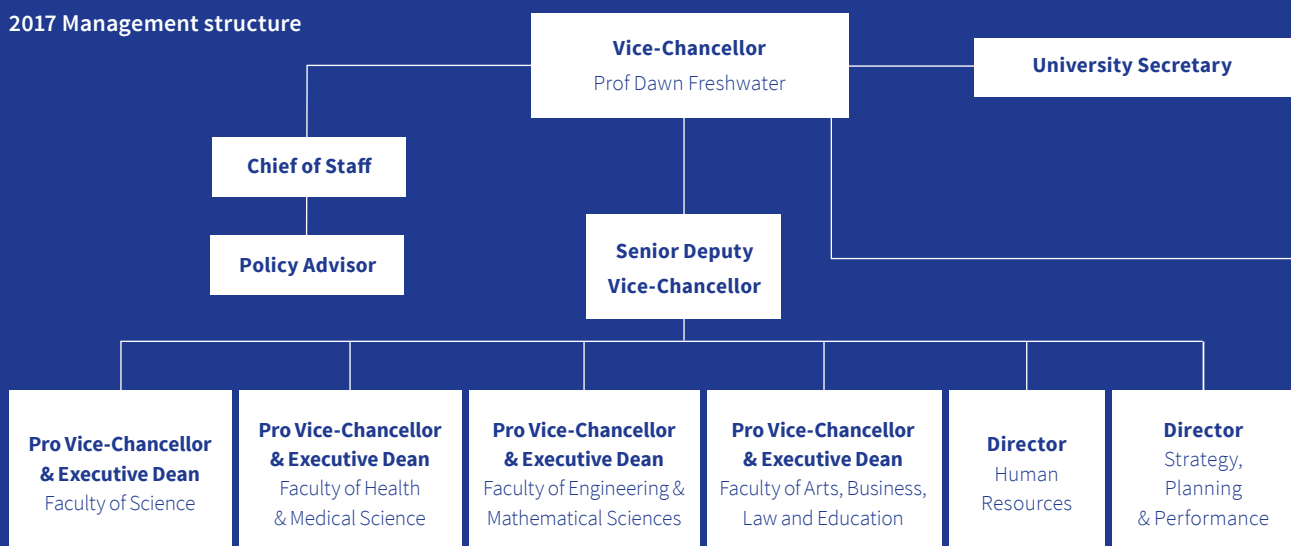 2017 Management structure
Vice-Chancellor
Prof Dawn Freshwater
University Secretary
Chief of Staff
Policy Advisor
Senior Deputy
Vice-Chancellor
Pro Vice-Chancellor
& Executive Dean
Faculty of Science
Pro Vice-Chancellor
& Executive Dean
Faculty of Health
& Medical Science
Pro Vice-Chancellor
& Executive Dean
Faculty of Engineering &
Mathematical Sciences
Pro Vice-Chancellor
& Executive Dean
Faculty of Arts, Business,
Law and Education
Director
Human
Resources
Director
Strategy,
Planning
& Performance